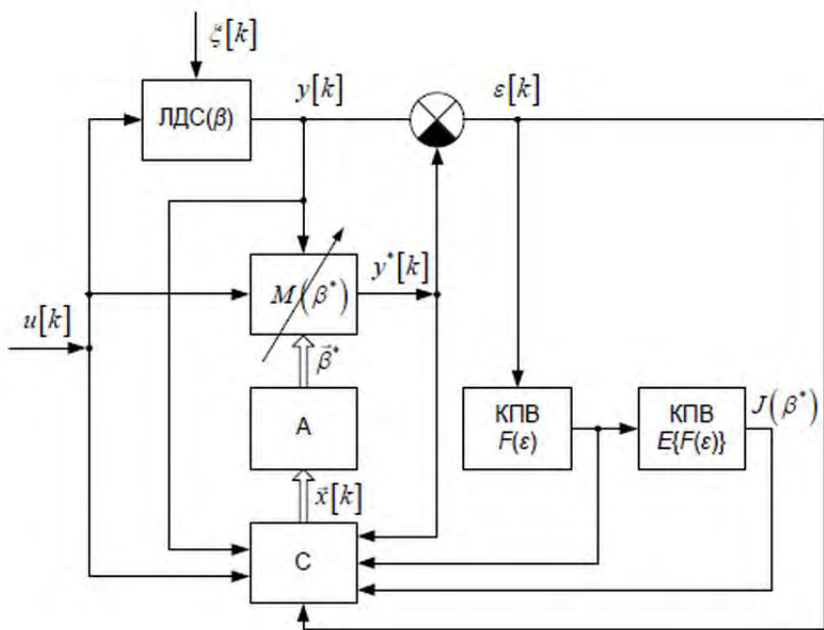 ξ[k]
ЛДС(β)
y[k]
ε[k]
M(β*)
y*[k]
u[k]
β⃗*
А
КПВ
F(ε)
КПВ
E{F(ε)}
J(β*)
x⃗[k]
С